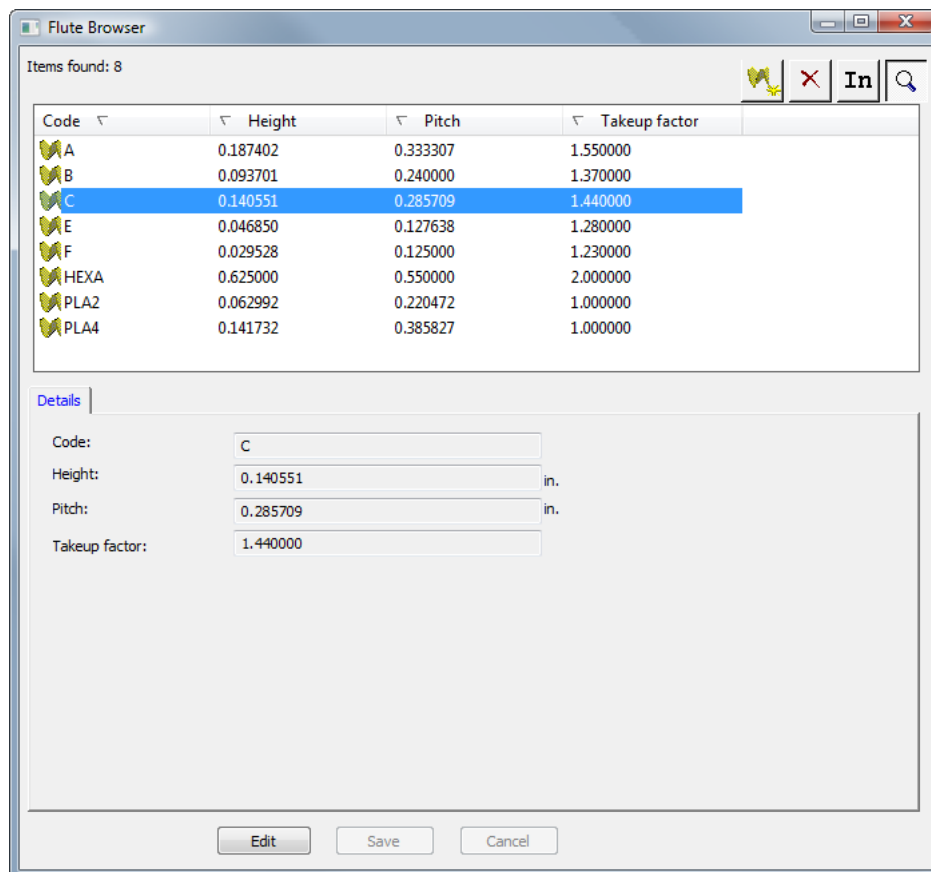 Flute Browser
Items found: 8
In
Code Height Pitch Takeup factor
A 0.187402 0.333307 1.550000
B 0.093701 0.240000 1.370000
C 0.140551 0.285709 1.440000
E 0.046850 0.127638 1.280000
F 0.029528 0.125000 1.230000
HEXA 0.625000 0.550000 2.000000
PLA2 0.062992 0.220472 1.000000
PLA4 0.141732 0.385827 1.000000
Details
Code: C
Height: 0.140551 in.
Pitch: 0.285709 in.
Takeup factor: 1.440000
Edit Save Cancel